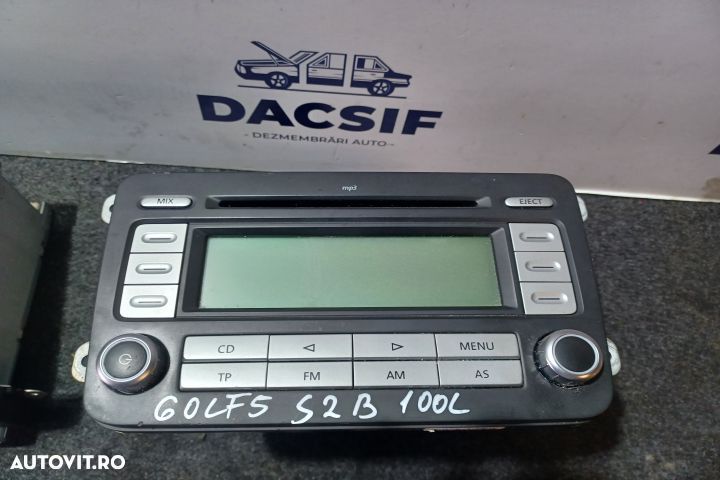 DACSIF
DEZMEMBRĂRI AUTO
mp3
MIX
EJECT
CD
MENU
TP
FM
AM
AS
GOLF5 S2B 100L
AUTOVIT.RO